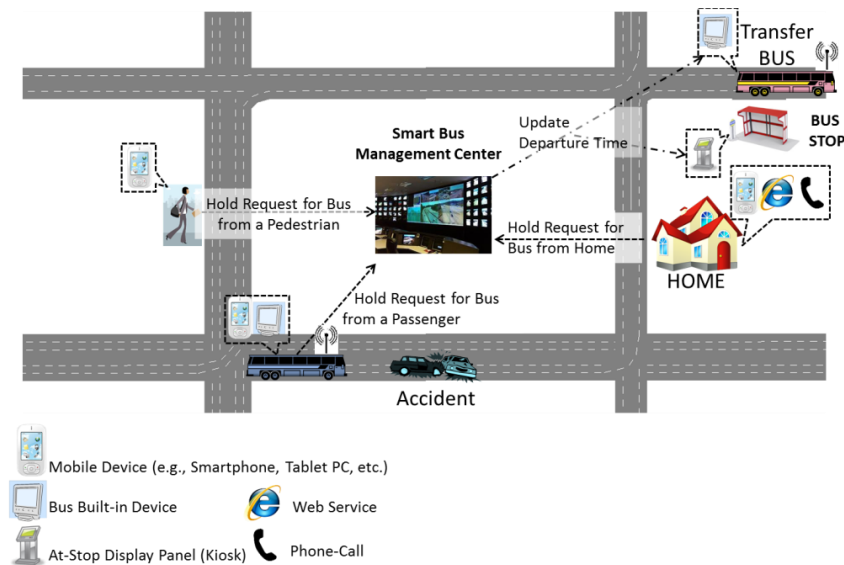 Transfer
BUS
Update
Departure Time
BUS
STOP
Smart Bus
Management Center
Hold Request for Bus
from a Pedestrian
Hold Request for
Bus from Home
HOME
Hold Request for Bus
from a Passenger
Accident
Mobile Device (e.g., Smartphone, Tablet PC, etc.)
Bus Built-in Device
Web Service
At-Stop Display Panel (Kiosk)
Phone-Call